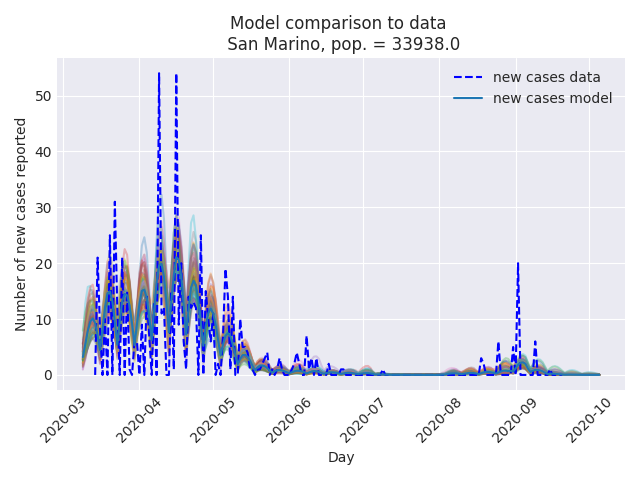 Model comparison to data
San Marino, pop. = 33938.0
new cases data
new cases model
Number of new cases reported
50
40
30
20
10
0
2020-03
2020-04
2020-05
2020-06
2020-07
2020-08
2020-09
2020-10
Day